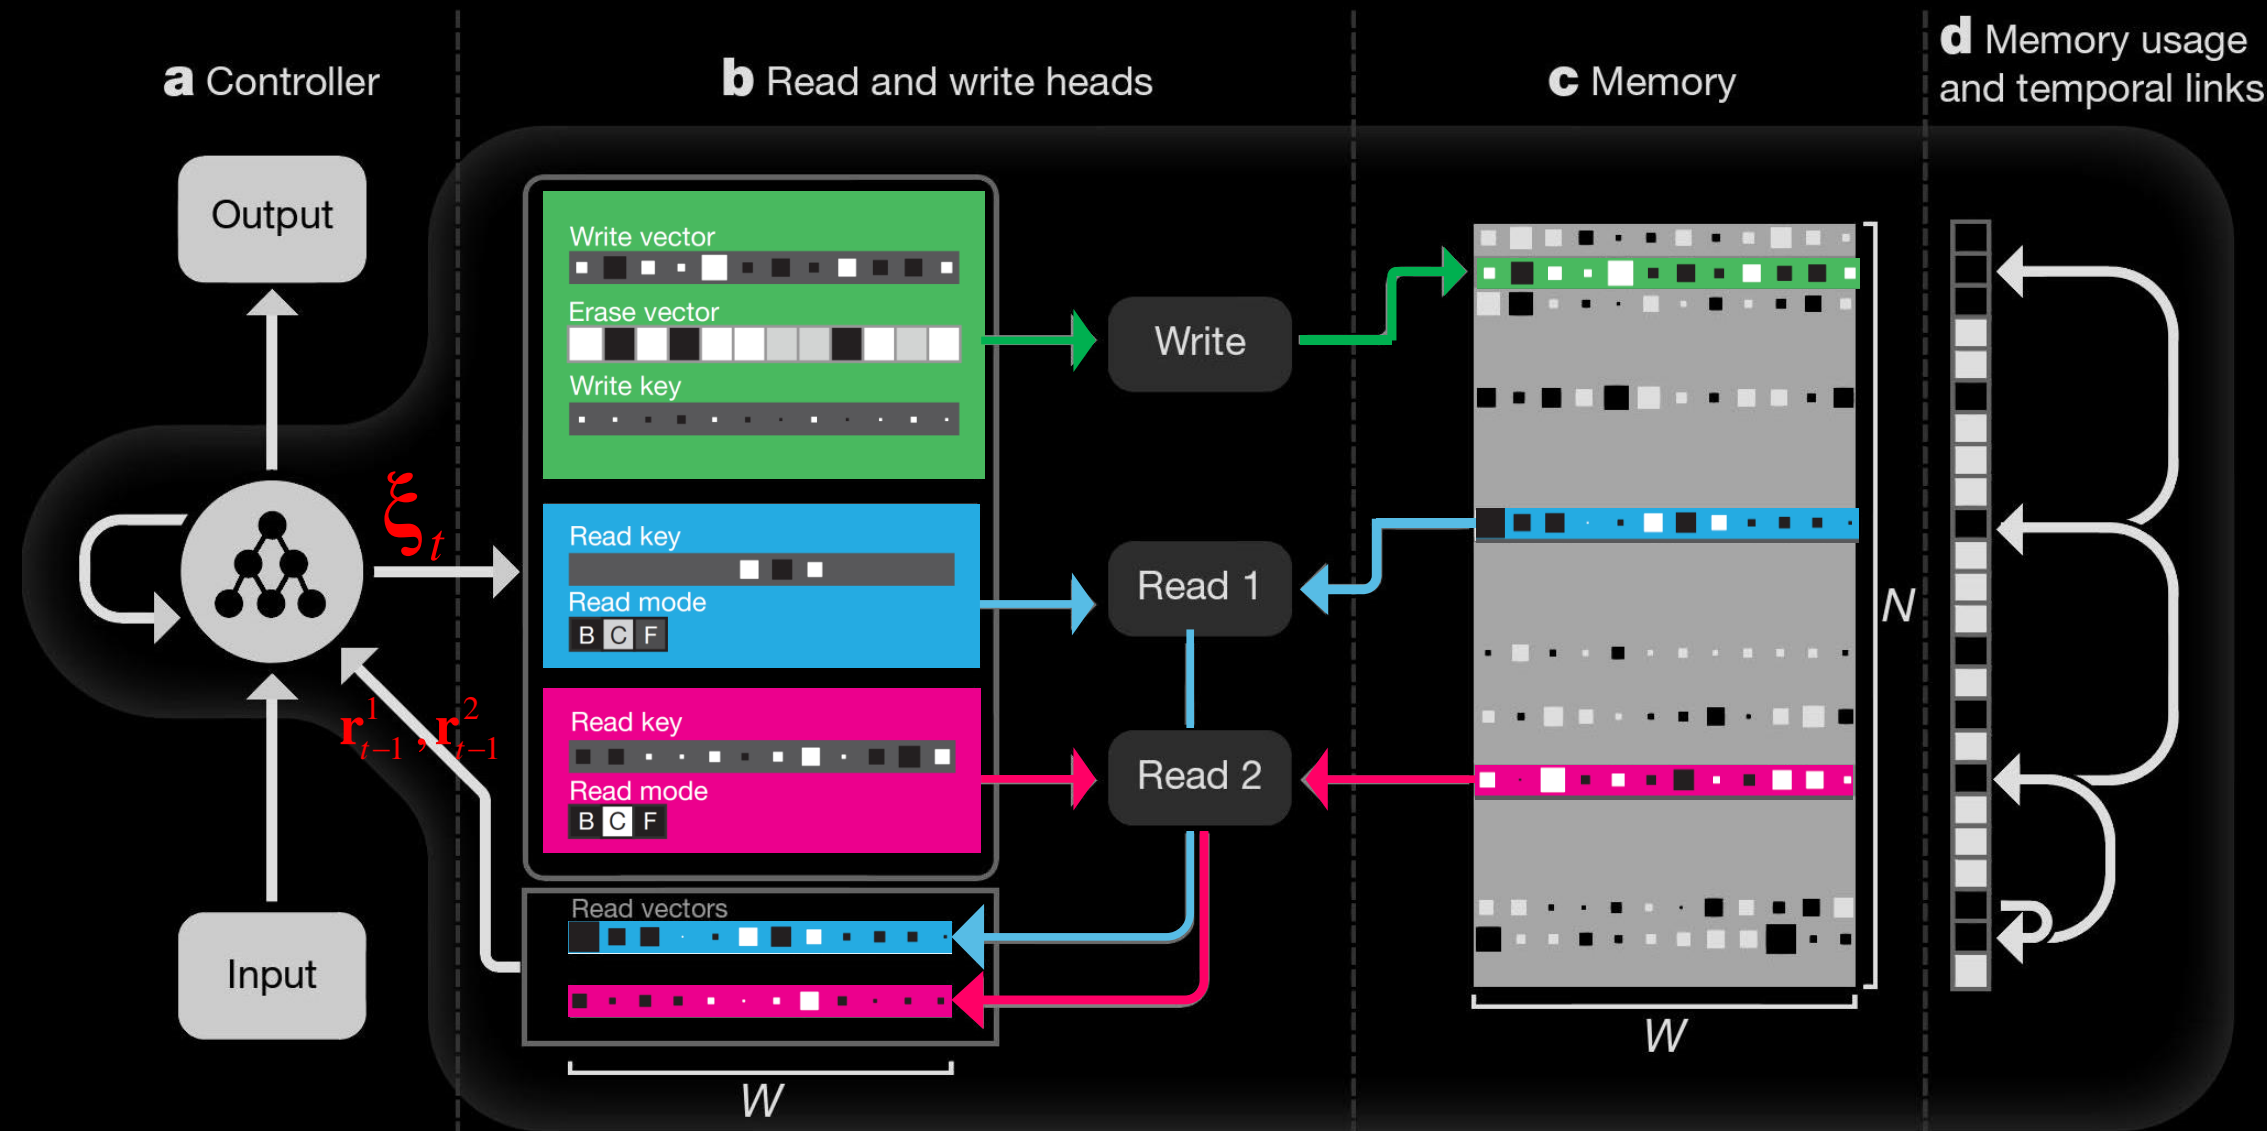 a Controller
b Read and write heads
c Memory
d Memory usage
and temporal links
Output
Write vector
Erase vector
Write key
Write
ξt
Read key
Read mode
B C F
Read 1
N
r¹t−1, r²t−1
Read key
Read mode
B C F
Read 2
Read vectors
Input
W
W